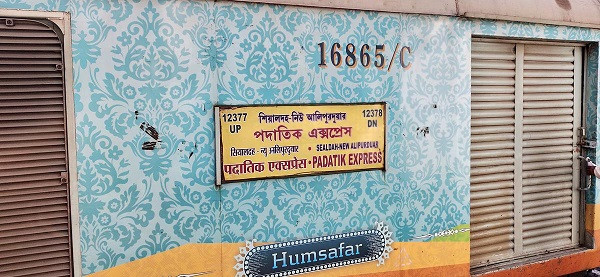 16865/C
12377 UP
শিয়ালদহ-নিউ আলিপুরদুয়ার
12378 DN
পদাতিক এক্সপ্রেস
सियालदह - न्यू अलिपुरदुवार • SEALDAH-NEW ALIPURDUAR
पदातिक एक्सप्रेस • PADATIK EXPRESS
Humsafar